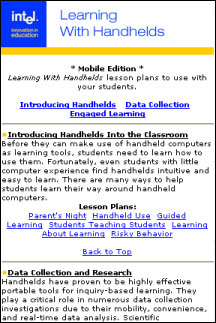 intel.
innovation in
education
Learning
With Handhelds
* Mobile Edition *
Learning With Handhelds lesson plans to use with
your students.
Introducing Handhelds Data Collection
Engaged Learning
Introducing Handhelds Into the Classroom
Before they can make use of handheld computers
as learning tools, students need to learn how to
use them. Fortunately, even students with little
computer experience find handhelds intuitive and
easy to learn. There are many ways to help
students learn their way around handheld
computers.
Lesson Plans:
Parent's Night Handheld Use Guided
Learning Students Teaching Students Learning
About Learning Risky Behavior
Back to Top
Data Collection and Research
Handhelds have proven to be highly effective
portable tools for inquiry-based learning. They
play a critical role in numerous data collection
investigations due to their mobility, convenience,
and real-time data analysis. Scientific